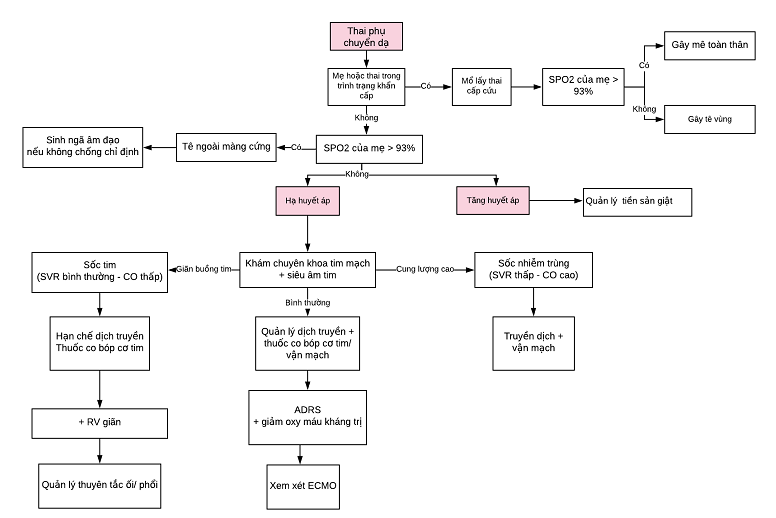 Thai phụ
chuyển dạ
Mẹ hoặc thai trong
trình trạng khẩn
cấp
Có
Mổ lấy thai
cấp cứu
SPO2 của mẹ >
93%
Có
Gây mê toàn thân
Không
Gây tê vùng
Không
SPO2 của mẹ > 93%
Có
Tê ngoài màng cứng
Sinh ngã âm đạo
nếu không chống chỉ định
Không
Hạ huyết áp
Tăng huyết áp
Quản lý tiền sản giật
Khám chuyên khoa tim mạch
+ siêu âm tim
Giãn buồng tim
Sốc tim
(SVR bình thường - CO thấp)
Cung lượng cao
Sốc nhiễm trùng
(SVR thấp - CO cao)
Bình thường
Hạn chế dịch truyền
Thuốc co bóp cơ tim
Quản lý dịch truyền +
thuốc co bóp cơ tim/
vận mạch
Truyền dịch +
vận mạch
+ RV giãn
ADRS
+ giảm oxy máu kháng trị
Quản lý thuyên tắc ối/ phổi
Xem xét ECMO